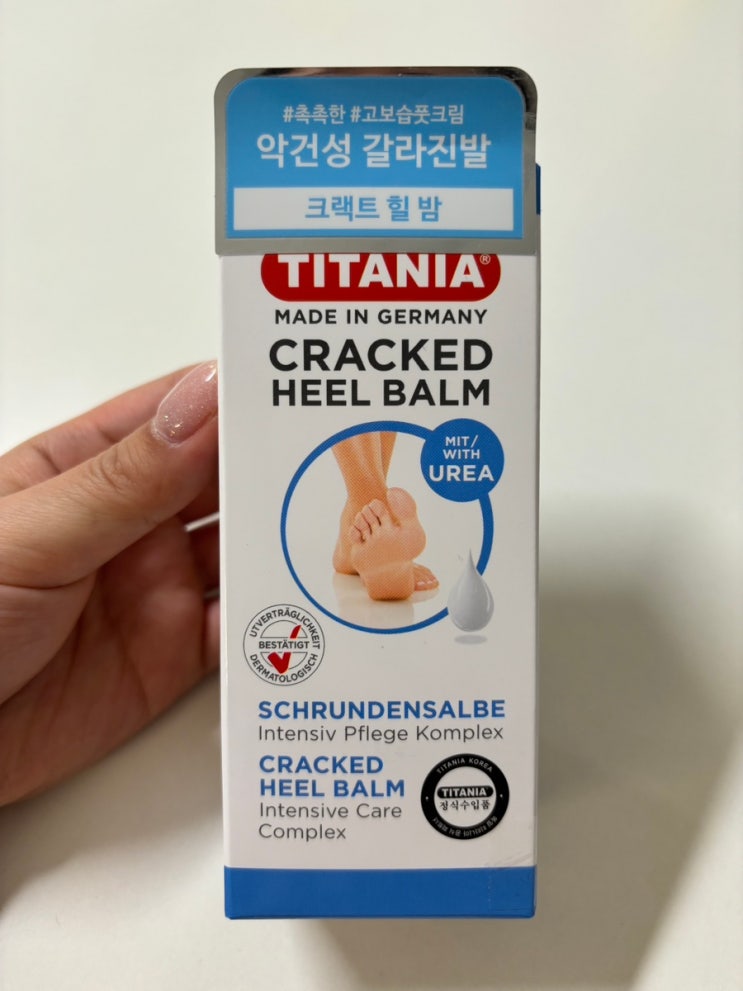 #촉촉한 #고보습풋크림
악건성 갈라진발
크랙트 힐 밤
TITANIA®
MADE IN GERMANY
CRACKED
HEEL BALM
MIT/
WITH
UREA
UTVERTRÄGLICHKEIT
BESTÄTIGT
DERMATOLOGISCH
SCHRUNDENSALBE
Intensiv Pflege Komplex
CRACKED
HEEL BALM
Intensive Care
Complex
TITANIA KOREA
TITANIA
정식수입품